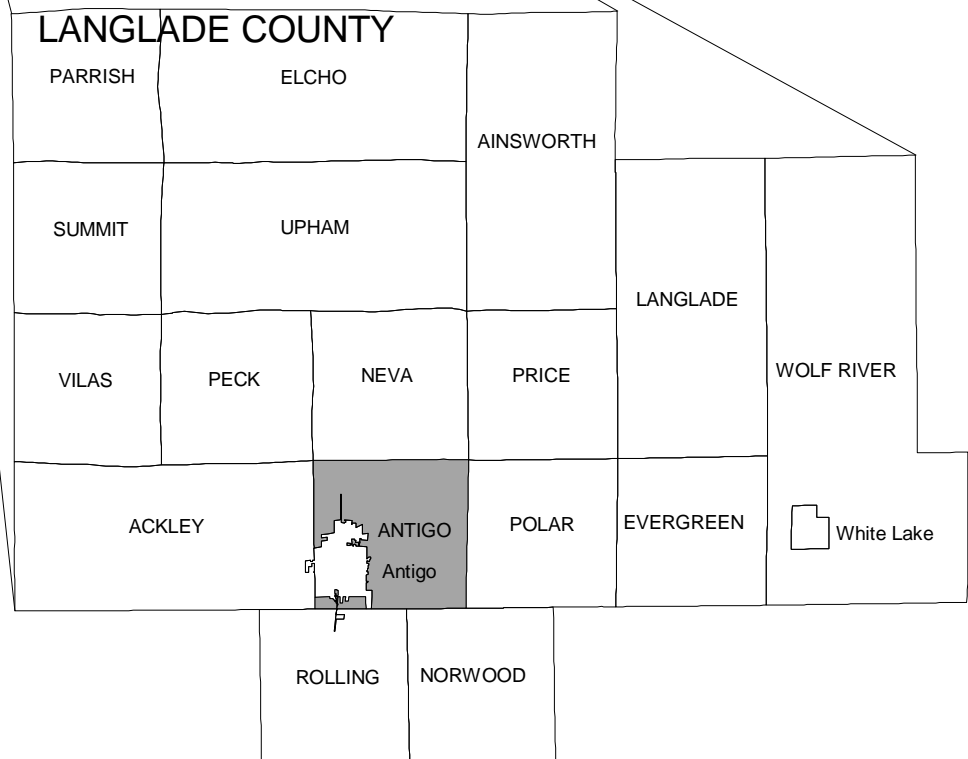 LANGLADE COUNTY
PARRISH
ELCHO
AINSWORTH
SUMMIT
UPHAM
LANGLADE
WOLF RIVER
VILAS
PECK
NEVA
PRICE
ACKLEY
ANTIGO
POLAR
EVERGREEN
White Lake
Antigo
ROLLING
NORWOOD